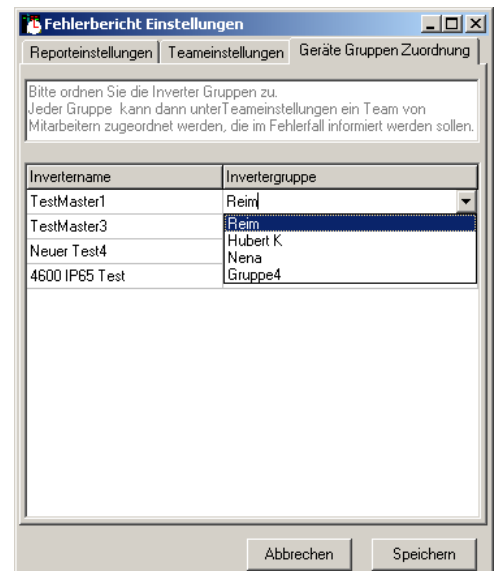 Fehlerbericht Einstellungen
Reporteinstellungen Teameinstellungen Geräte Gruppen Zuordnung
Bitte ordnen Sie die Inverter Gruppen zu.
Jeder Gruppe kann dann unterTeameinstellungen ein Team von
Mitarbeitern zugeordnet werden, die im Fehlerfall informiert werden sollen.
Invertername Invertergruppe
TestMaster1 Reim
TestMaster3 Reim
Hubert K
Neuer Test4 Nena
4600 IP65 Test Gruppe4
Abbrechen Speichern